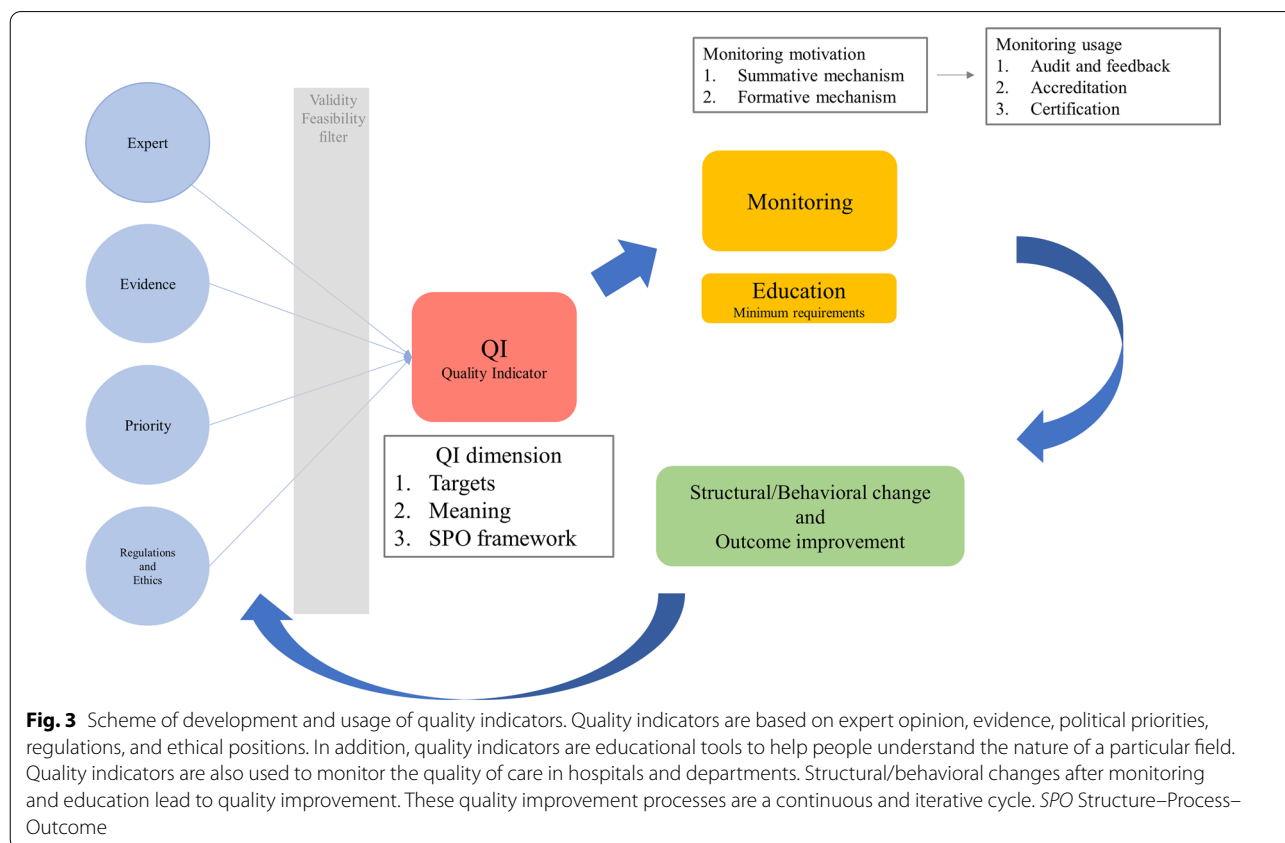 Expert
Evidence
Priority
Regulations
and
Ethics
Validity
Feasibility
filter
QI
Quality Indicator
QI dimension
1. Targets
2. Meaning
3. SPO framework
Monitoring motivation
1. Summative mechanism
2. Formative mechanism
Monitoring usage
1. Audit and feedback
2. Accreditation
3. Certification
Monitoring
Education
Minimum requirements
Structural/Behavioral change
and
Outcome improvement
Fig. 3 Scheme of development and usage of quality indicators. Quality indicators are based on expert opinion, evidence, political priorities,
regulations, and ethical positions. In addition, quality indicators are educational tools to help people understand the nature of a particular field.
Quality indicators are also used to monitor the quality of care in hospitals and departments. Structural/behavioral changes after monitoring
and education lead to quality improvement. These quality improvement processes are a continuous and iterative cycle. SPO Structure–Process–
Outcome